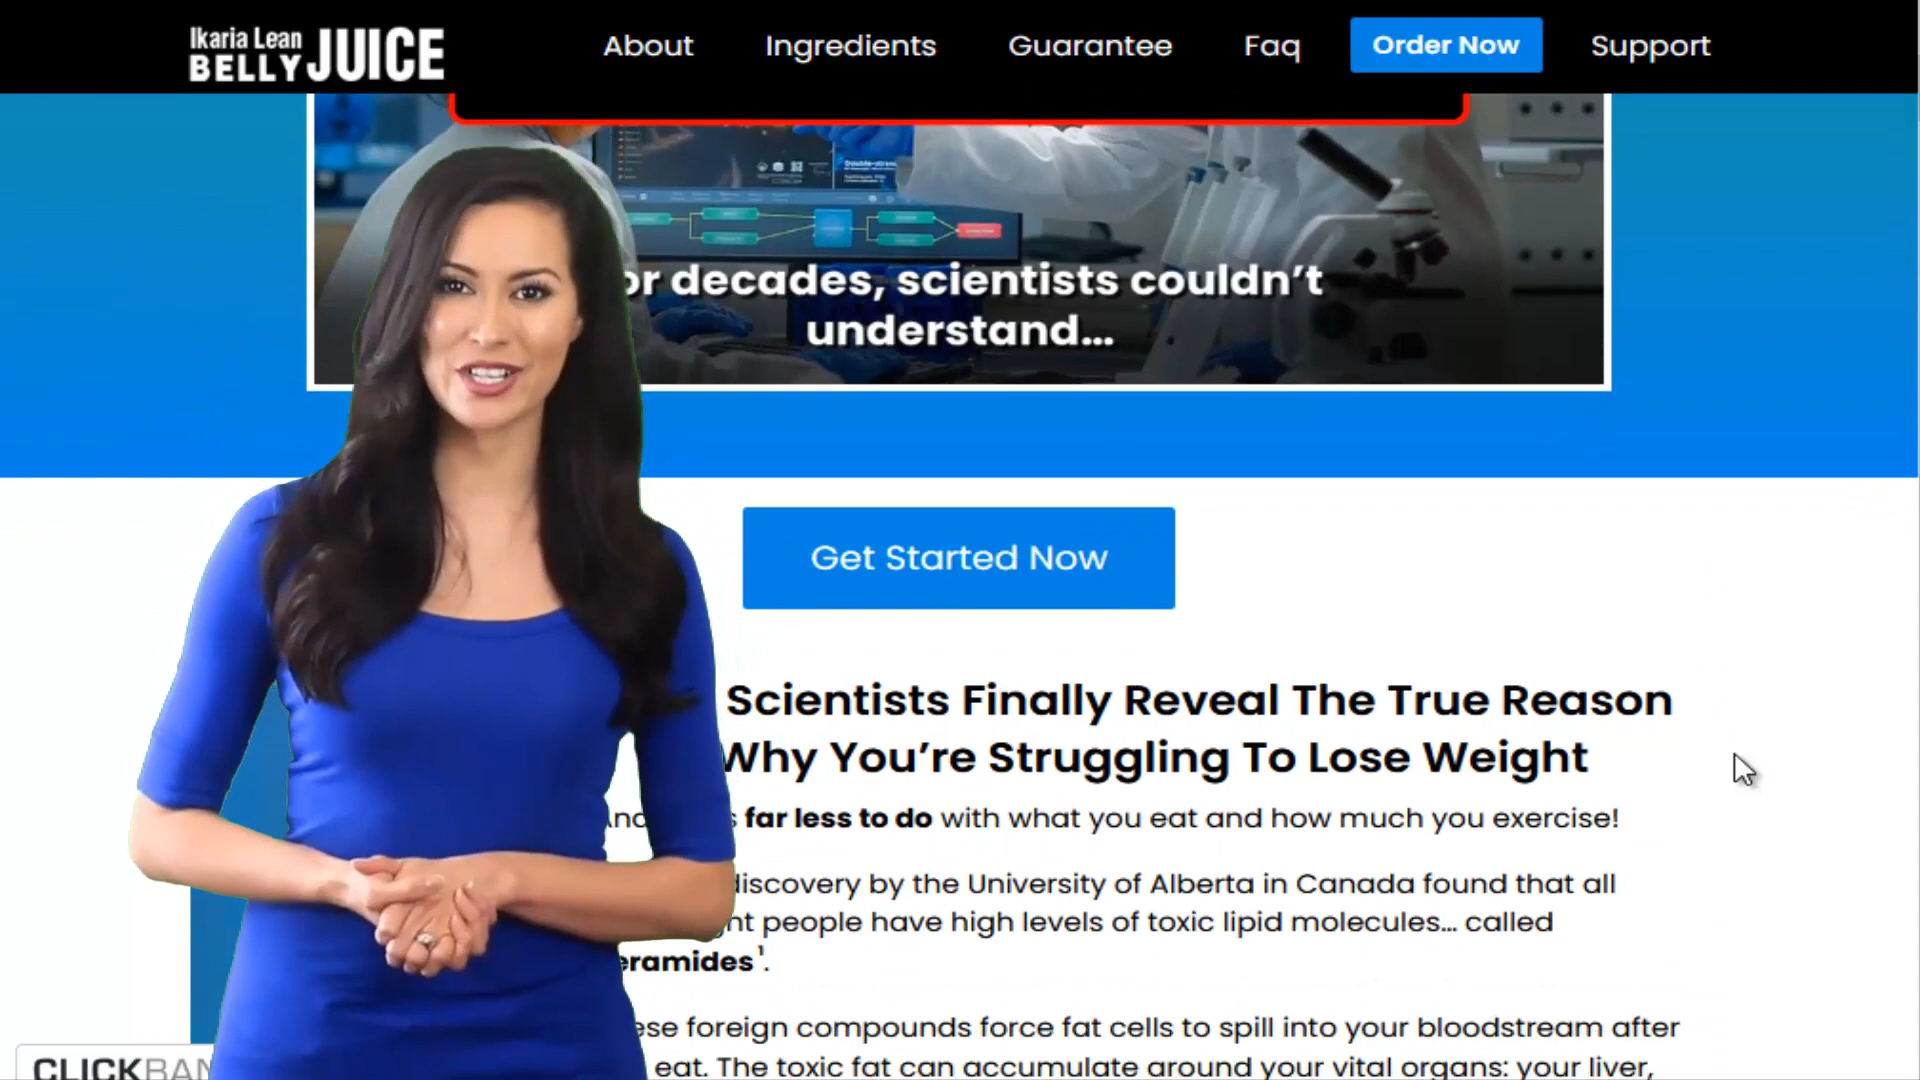 Ikaria Lean
BELLY JUICE
About
Ingredients
Guarantee
Faq
Order Now
Support
or decades, scientists couldn't
understand...
Get Started Now
Scientists Finally Reveal The True Reason
Why You're Struggling To Lose Weight
far less to do with what you eat and how much you exercise!
discovery by the University of Alberta in Canada found that all
people have high levels of toxic lipid molecules... called
eramides¹.
foreign compounds force fat cells to spill into your bloodstream after
eat. The toxic fat can accumulate around your vital organs: your liver,
CLICKBAN